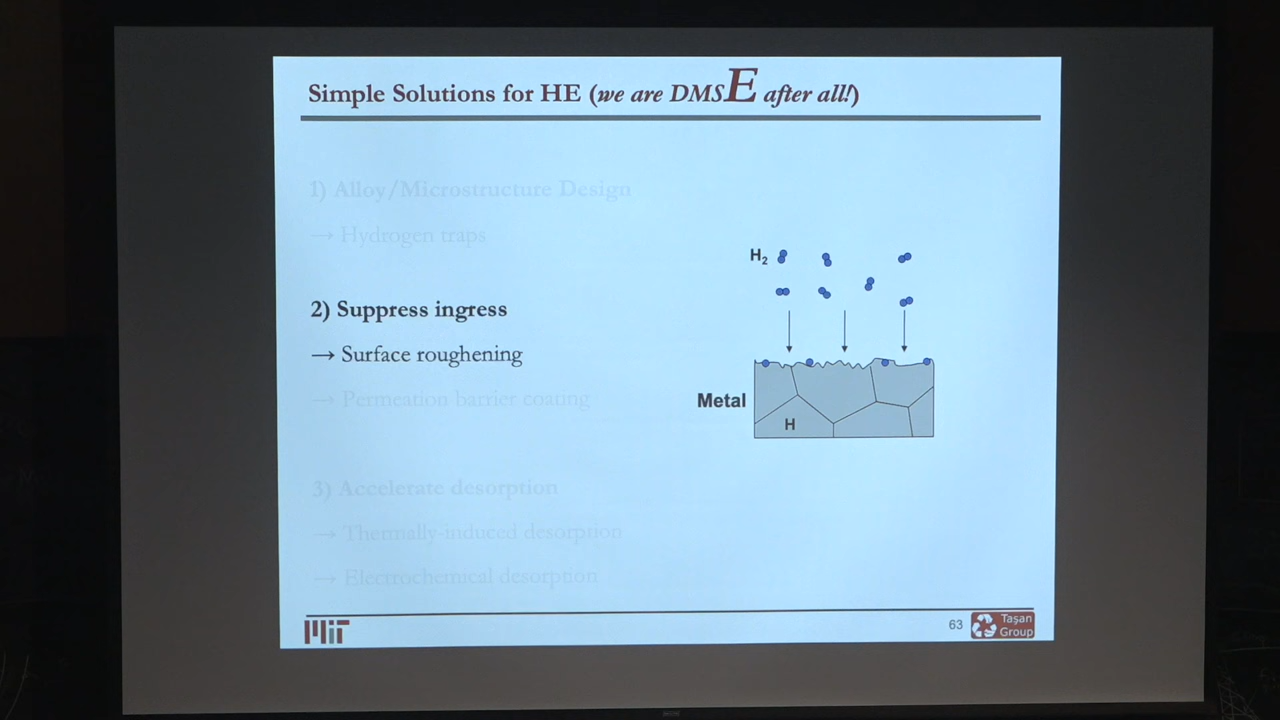 Simple Solutions for HE (we are DMSE after all!)
1) Alloy/Microstructure Design
→ Hydrogen traps
2) Suppress ingress
→ Surface roughening
→ Permeation barrier coating
3) Accelerate desorption
→ Thermally-induced desorption
→ Electrochemical desorption
H₂
Metal
H
MIT
63
Taşan
Group